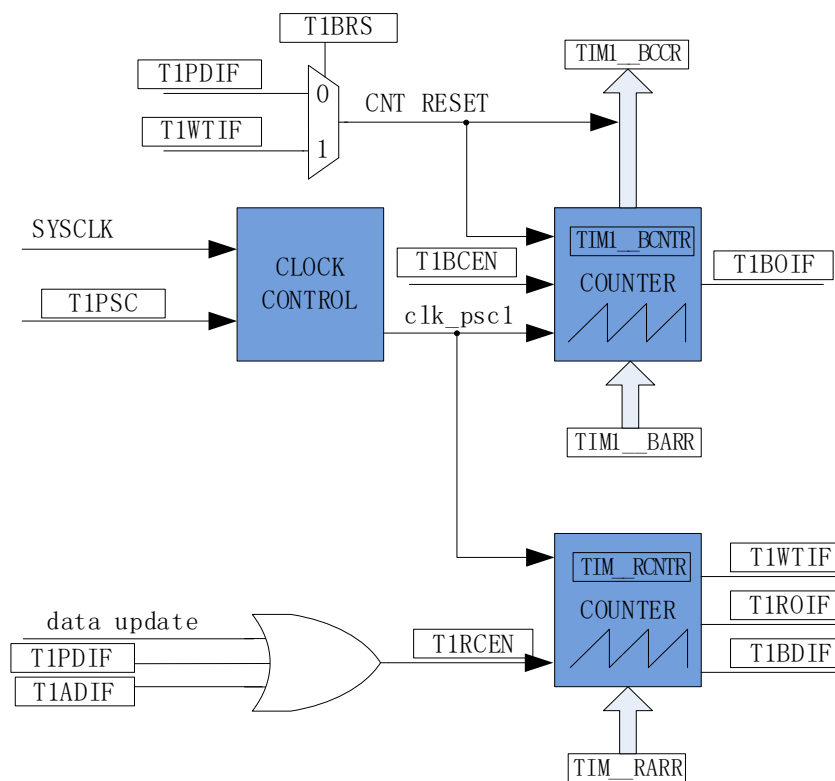 T1BRS
TIM1__BCCR
T1PDIF
0
CNT RESET
T1WTIF
1
SYSCLK
CLOCK
CONTROL
T1PSC
TIM1__BCNTR
T1BCEN
COUNTER
T1BOIF
clk_psc1
TIM1__BARR
TIM__RCNTR
T1WTIF
COUNTER
T1ROIF
data update
T1RCEN
T1BDIF
T1PDIF
T1ADIF
TIM__RARR